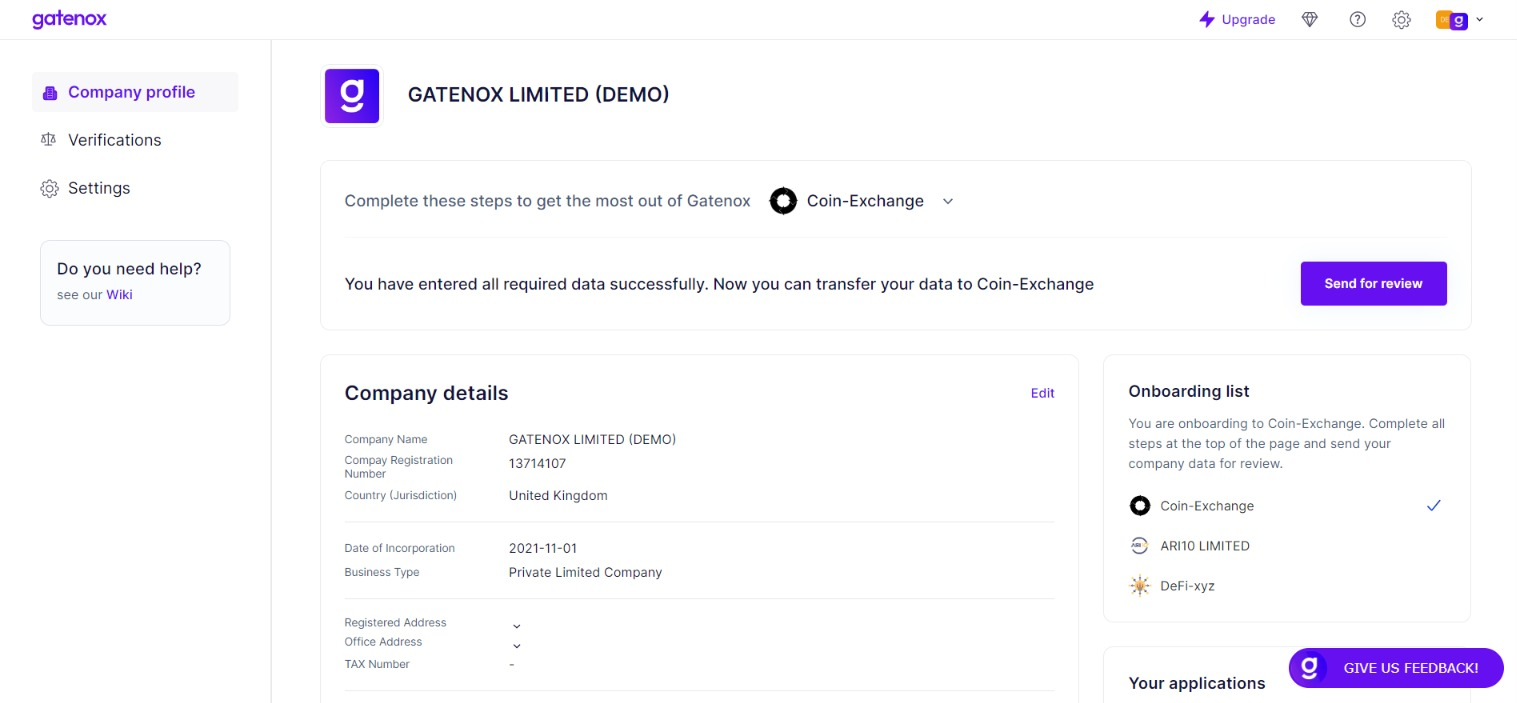 gatenox
Upgrade
Company profile
Verifications
Settings
Do you need help?
see our Wiki
g
GATENOX LIMITED (DEMO)
Complete these steps to get the most out of Gatenox Coin-Exchange
You have entered all required data successfully. Now you can transfer your data to Coin-Exchange
Send for review
Company details
Edit
Company Name GATENOX LIMITED (DEMO)
Compay Registration
Number
13714107
Country (Jurisdiction) United Kingdom
Date of Incorporation 2021-11-01
Business Type Private Limited Company
Registered Address
Office Address
TAX Number -
Onboarding list
You are onboarding to Coin-Exchange. Complete all
steps at the top of the page and send your
company data for review.
Coin-Exchange
ARI10 LIMITED
DeFi-xyz
Your applications
g GIVE US FEEDBACK!